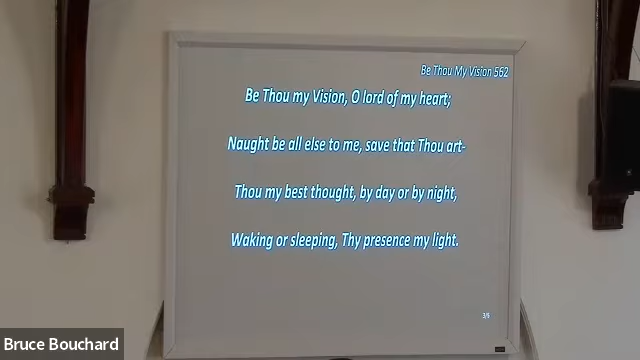 Be Thou My Vision 562
Be Thou my Vision, O lord of my heart;
Naught be all else to me, save that Thou art-
Thou my best thought, by day or by night,
Waking or sleeping, Thy presence my light.
Bruce Bouchard